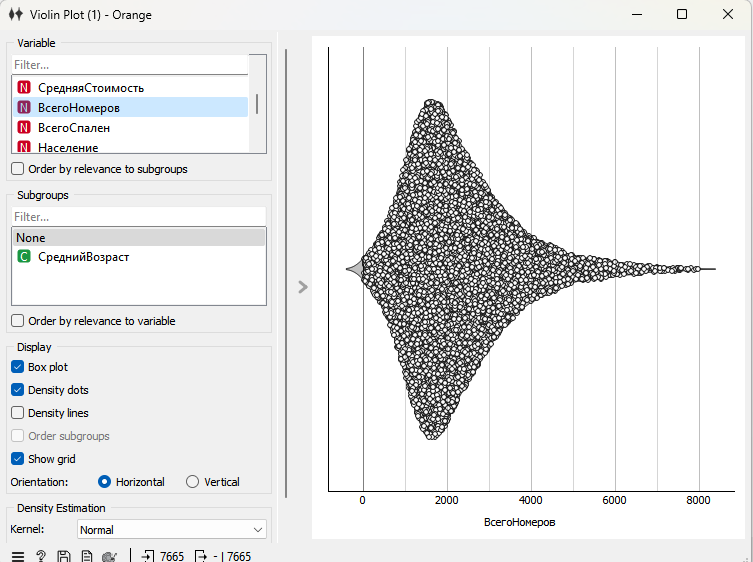 Violin Plot (1) - Orange
Variable
Filter...
N СредняяСтоимость
N ВсегоНомеров
N ВсегоСпален
N Население
Order by relevance to subgroups
Subgroups
Filter...
None
C СреднийВозраст
Order by relevance to variable
Display
Box plot
Density dots
Density lines
Order subgroups
Show grid
Orientation: Horizontal Vertical
Density Estimation
Kernel: Normal
? 7665 - | 7665
0 2000 4000 6000 8000
ВсегоНомеров